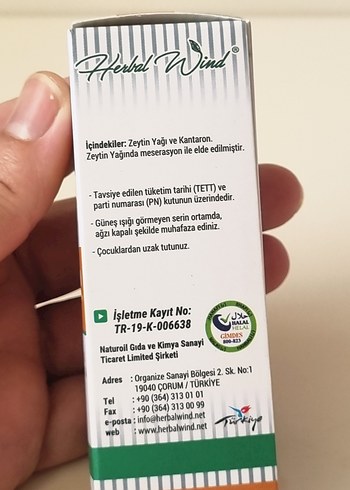 Herbal Wind®
İçindekiler: Zeytin Yağı ve Kantaron.
Zeytin Yağında meserasyon ile elde edilmiştir.
- Tavsiye edilen tüketim tarihi (TETT) ve
parti numarası (PN) kutunun üzerindedir.
- Güneş ışığı görmeyen serin ortamda,
ağzı kapalı şekilde muhafaza ediniz.
- Çocuklardan uzak tutunuz.
İşletme Kayıt No:
TR-19-K-006638
حلال
HALAL
HELAL
GİMDES
Naturoil Gıda ve Kimya Sanayi
Ticaret Limited Şirketi
Adres : Organize Sanayi Bölgesi 2. Sk. No:1
19040 ÇORUM / TÜRKİYE
Tel : +90 (364) 313 01 01
Fax : +90 (364) 313 00 99
e-posta : info@herbalwind.net
web : www.herbalwind.net
Türkiye